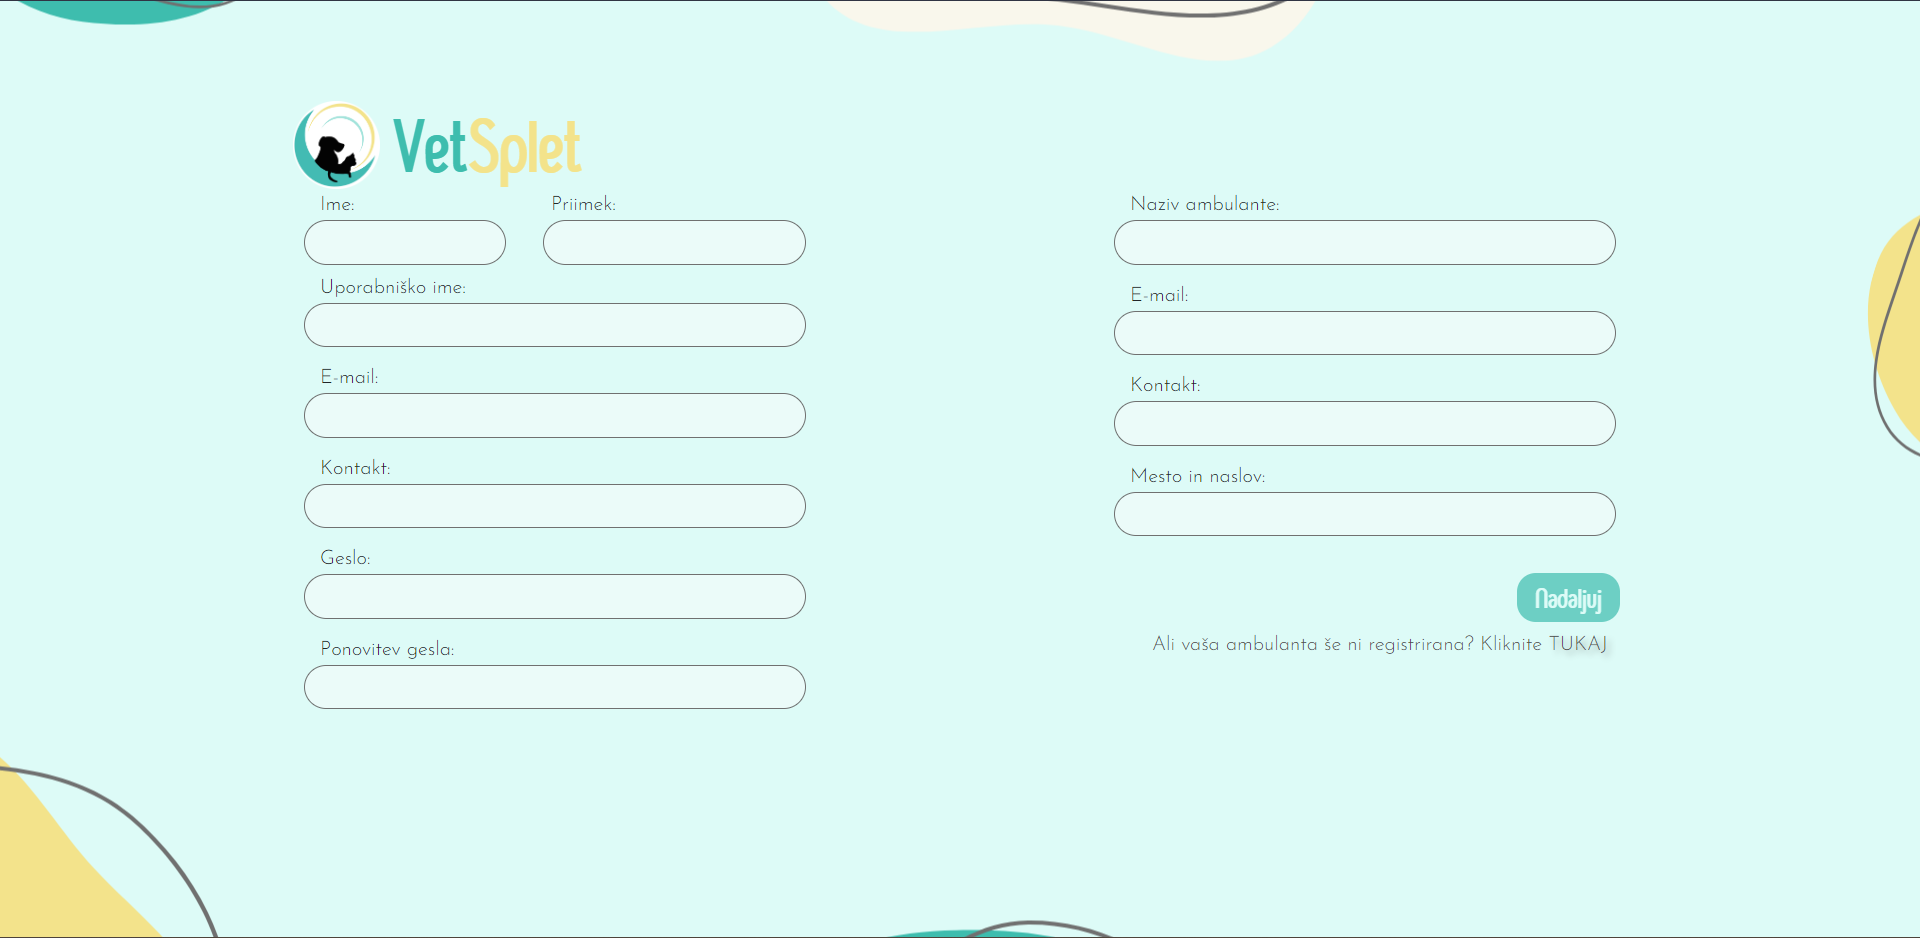 VetSplet
Ime:
Priimek:
Uporabniško ime:
E-mail:
Kontakt:
Geslo:
Ponovitev gesla:
Naziv ambulante:
E-mail:
Kontakt:
Mesto in naslov:
Nadaljuj
Ali vaša ambulanta še ni registrirana? Kliknite TUKAJ